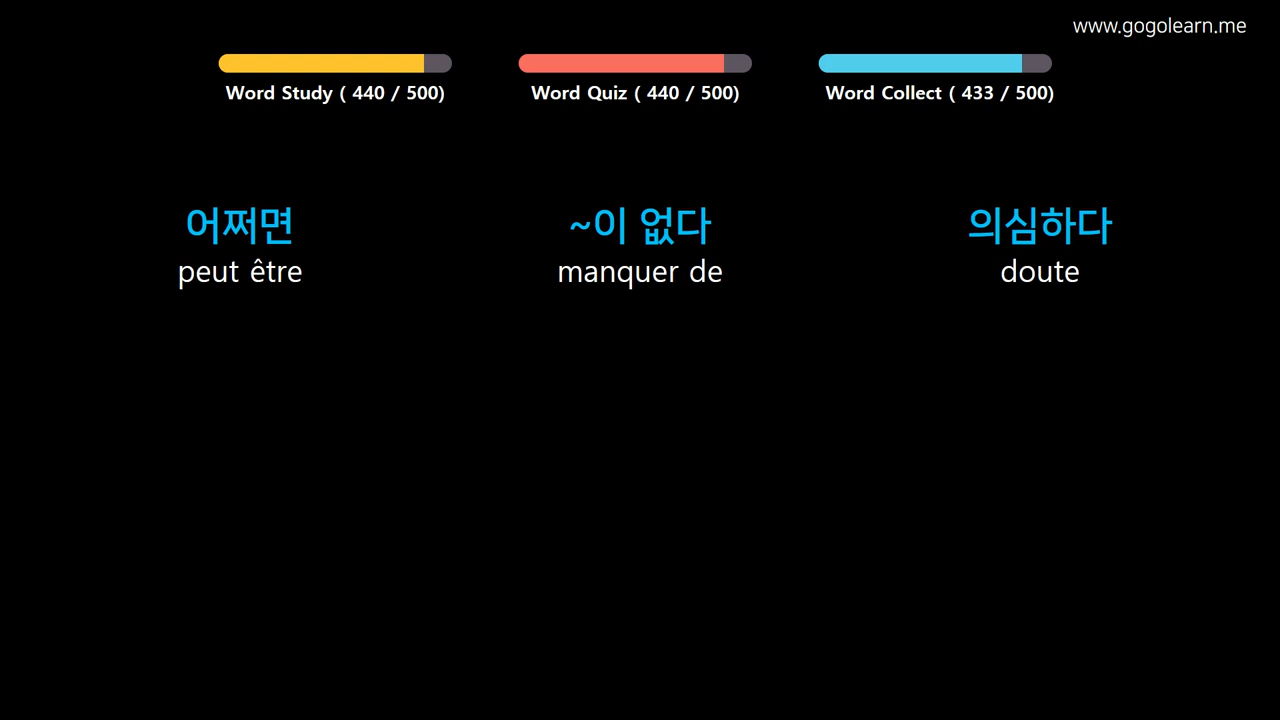 www.gogolearn.me
Word Study ( 440 / 500)
Word Quiz ( 440 / 500)
Word Collect ( 433 / 500)
어쩌면
peut être
~이 없다
manquer de
의심하다
doute